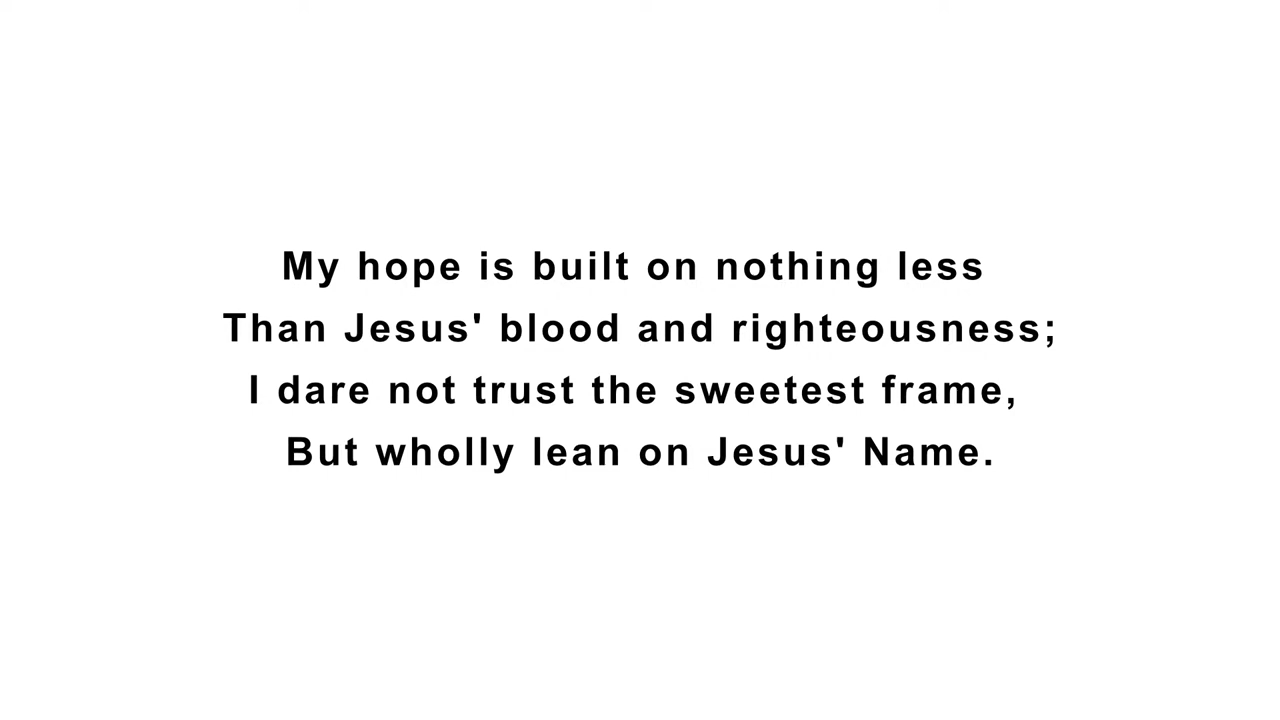 My hope is built on nothing less
Than Jesus' blood and righteousness;
I dare not trust the sweetest frame,
But wholly lean on Jesus' Name.